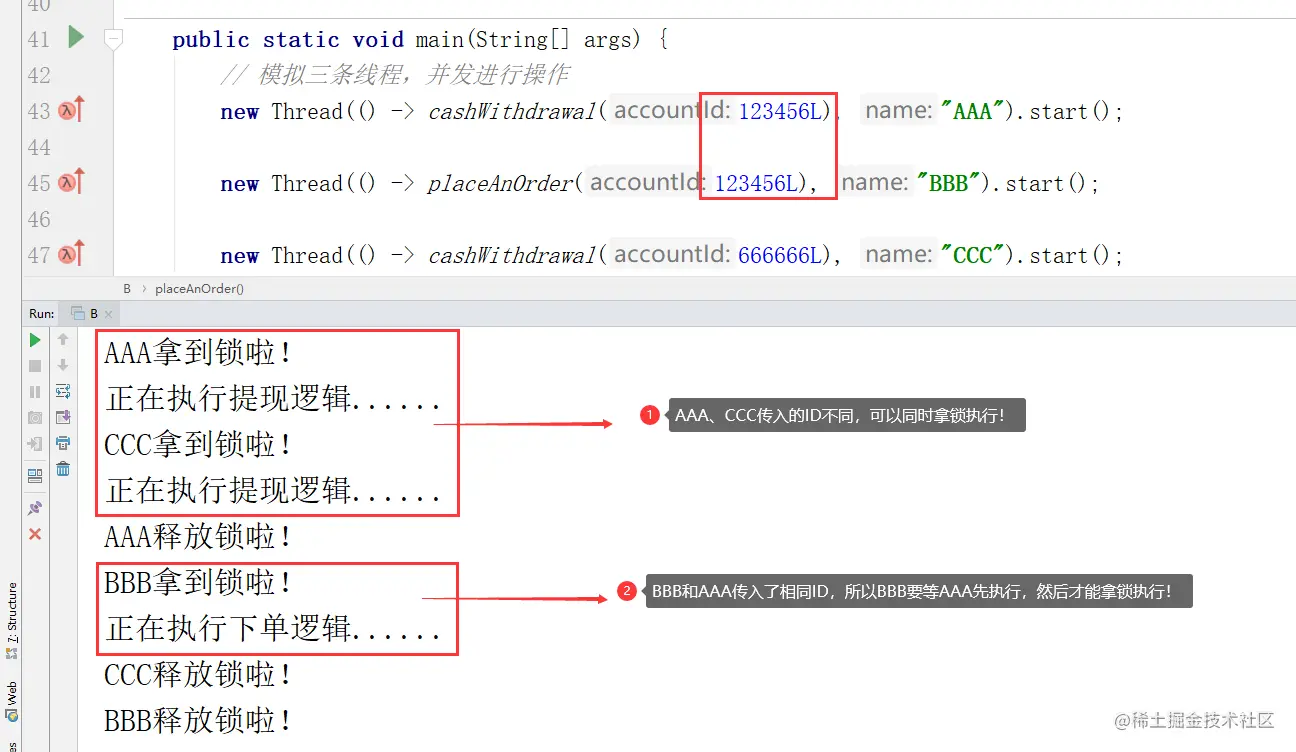 40
41 public static void main(String[] args) {
42 // 模拟三条线程，并发进行操作
43 new Thread(() -> cashWithdrawal( accountId: 123456L), name: "AAA").start();
44
45 new Thread(() -> placeAnOrder( accountId: 123456L), name: "BBB").start();
46
47 new Thread(() -> cashWithdrawal( accountId: 666666L), name: "CCC").start();
B › placeAnOrder()
Run: B ×
AAA拿到锁啦!
正在执行提现逻辑......
CCC拿到锁啦!
正在执行提现逻辑......
1 AAA、CCC传入的ID不同，可以同时拿锁执行!
AAA释放锁啦!
BBB拿到锁啦!
正在执行下单逻辑......
2 BBB和AAA传入了相同ID，所以BBB要等AAA先执行，然后才能拿锁执行!
CCC释放锁啦!
BBB释放锁啦!
7: Structure
Web
@稀土掘金技术社区